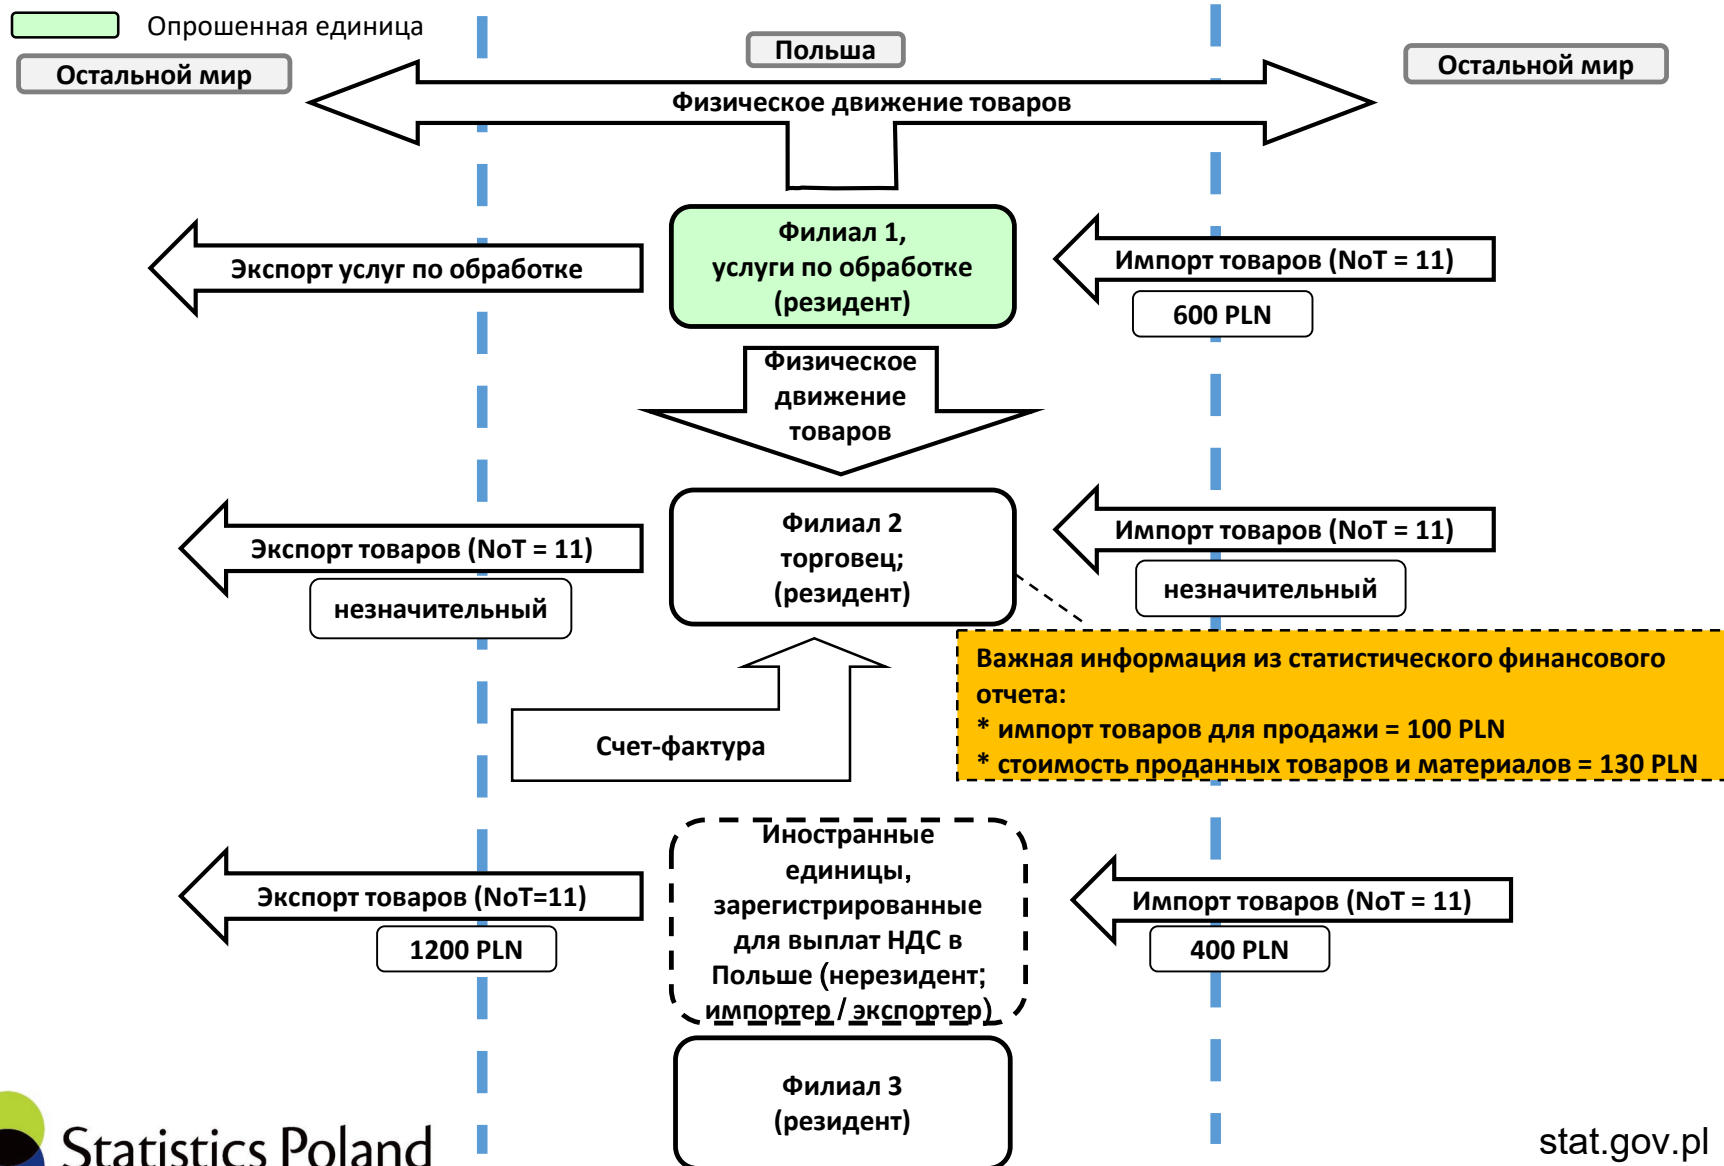 Опрошенная единица
Остальной мир
Польша
Остальной мир
Физическое движение товаров
Экспорт услуг по обработке
Филиал 1,
услуги по обработке
(резидент)
Импорт товаров (NoT = 11)
600 PLN
Физическое
движение
товаров
Экспорт товаров (NoT = 11)
незначительный
Филиал 2
торговец;
(резидент)
Импорт товаров (NoT = 11)
незначительный
Важная информация из статистического финансового
отчета:
* импорт товаров для продажи = 100 PLN
* стоимость проданных товаров и материалов = 130 PLN
Счет-фактура
Экспорт товаров (NoT=11)
1200 PLN
Иностранные
единицы,
зарегистрированные
для выплат НДС в
Польше (нерезидент;
импортер / экспортер)
Импорт товаров (NoT = 11)
400 PLN
Филиал 3
(резидент)
Statistics Poland
stat.gov.pl